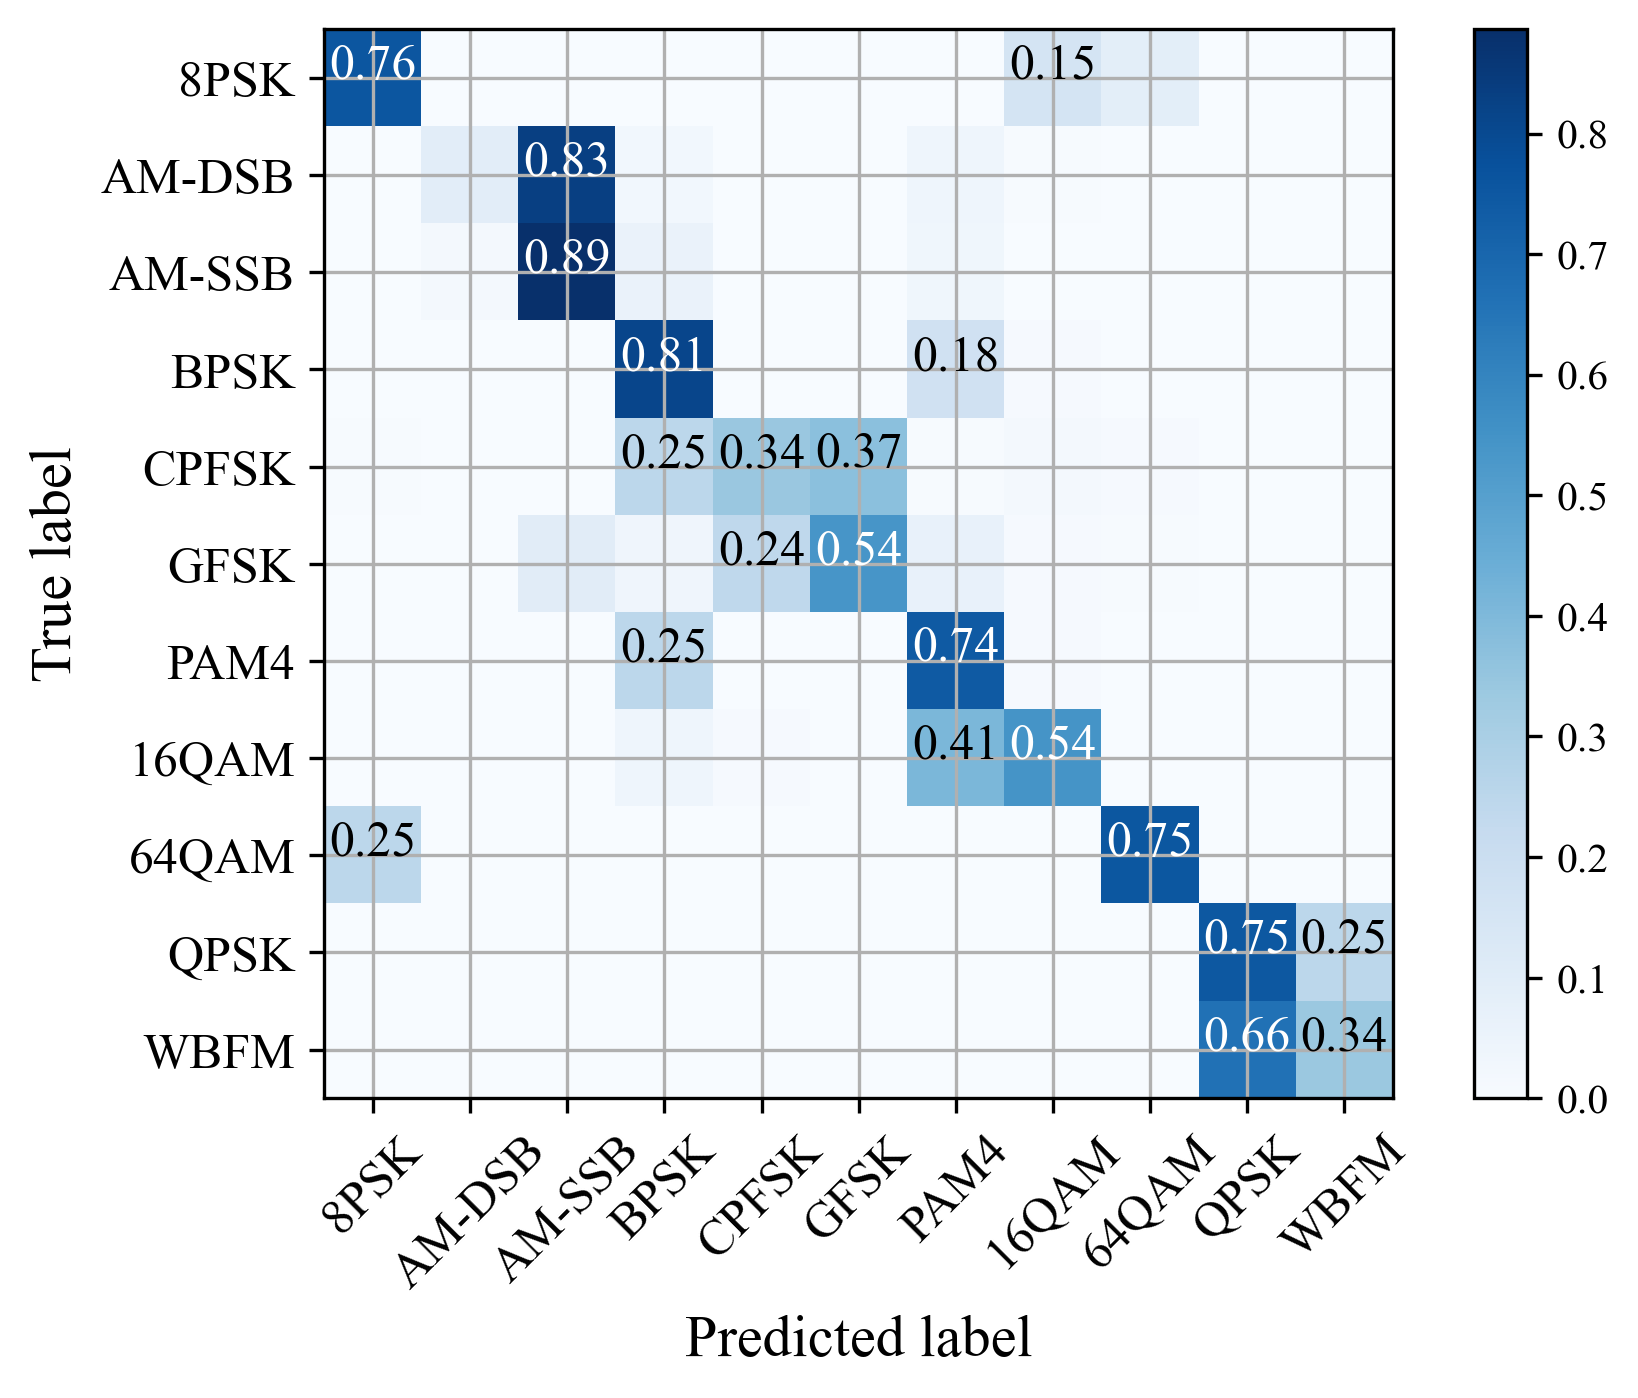 True label
8PSK 0.76 0.15
AM-DSB 0.83
AM-SSB 0.89
BPSK 0.81 0.18
CPFSK 0.25 0.34 0.37
GFSK 0.24 0.54
PAM4 0.25 0.74
16QAM 0.41 0.54
64QAM 0.25 0.75
QPSK 0.75 0.25
WBFM 0.66 0.34
8PSK AM-DSB AM-SSB BPSK CPFSK GFSK PAM4 16QAM 64QAM QPSK WBFM
Predicted label
0.8
0.7
0.6
0.5
0.4
0.3
0.2
0.1
0.0